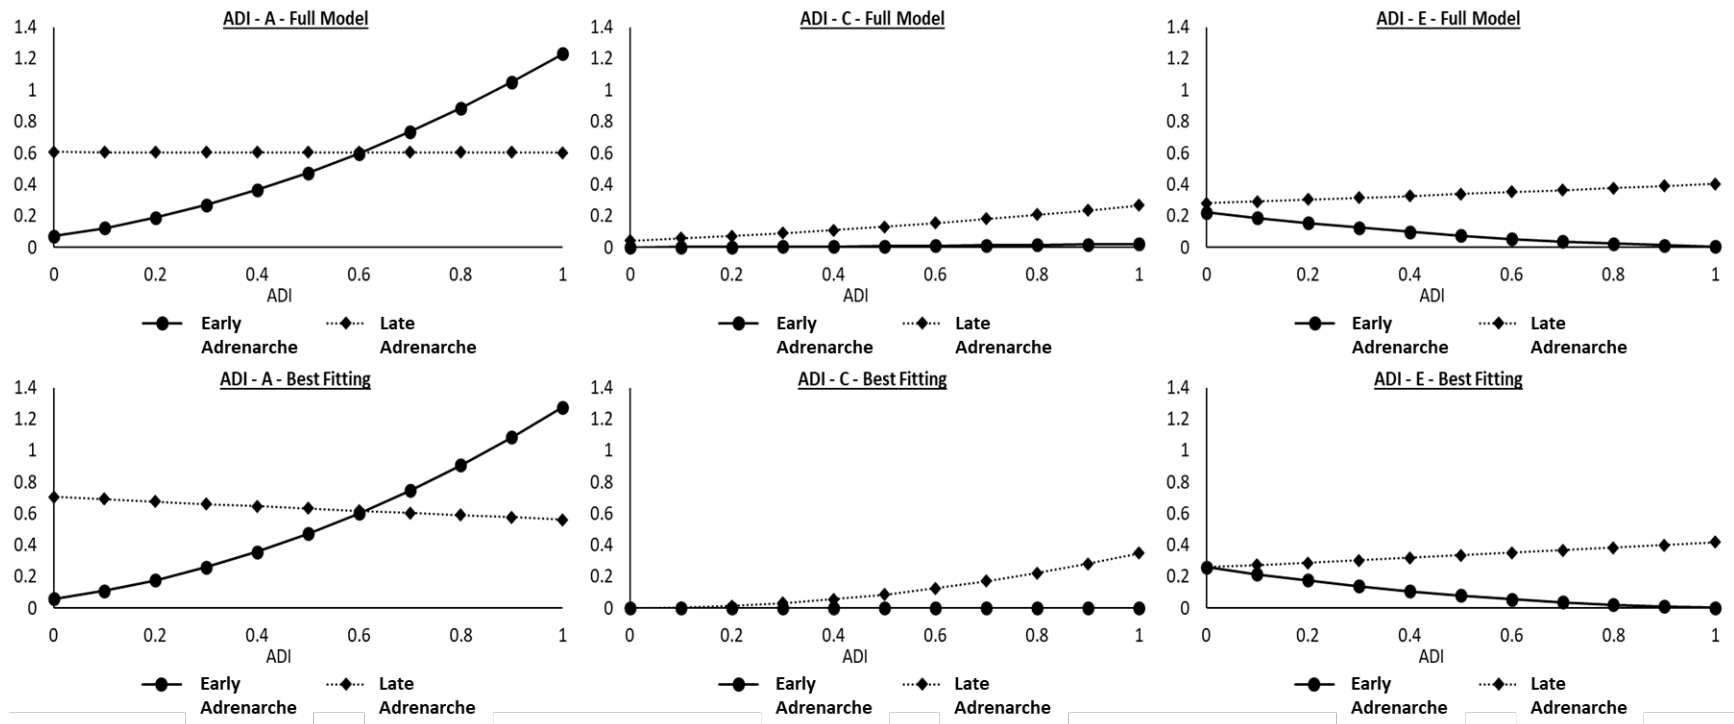 ADI - A - Full Model
1.4
1.2
1
0.8
0.6
0.4
0.2
0
0 0.2 0.4 0.6 0.8 1
ADI
Early Adrenarche
Late Adrenarche
ADI - C - Full Model
1.4
1.2
1
0.8
0.6
0.4
0.2
0
0 0.2 0.4 0.6 0.8 1
ADI
Early Adrenarche
Late Adrenarche
ADI - E - Full Model
1.4
1.2
1
0.8
0.6
0.4
0.2
0
0 0.2 0.4 0.6 0.8 1
ADI
Early Adrenarche
Late Adrenarche
ADI - A - Best Fitting
1.4
1.2
1
0.8
0.6
0.4
0.2
0
0 0.2 0.4 0.6 0.8 1
ADI
Early Adrenarche
Late Adrenarche
ADI - C - Best Fitting
1.4
1.2
1
0.8
0.6
0.4
0.2
0
0 0.2 0.4 0.6 0.8 1
ADI
Early Adrenarche
Late Adrenarche
ADI - E - Best Fitting
1.4
1.2
1
0.8
0.6
0.4
0.2
0
0 0.2 0.4 0.6 0.8 1
ADI
Early Adrenarche
Late Adrenarche